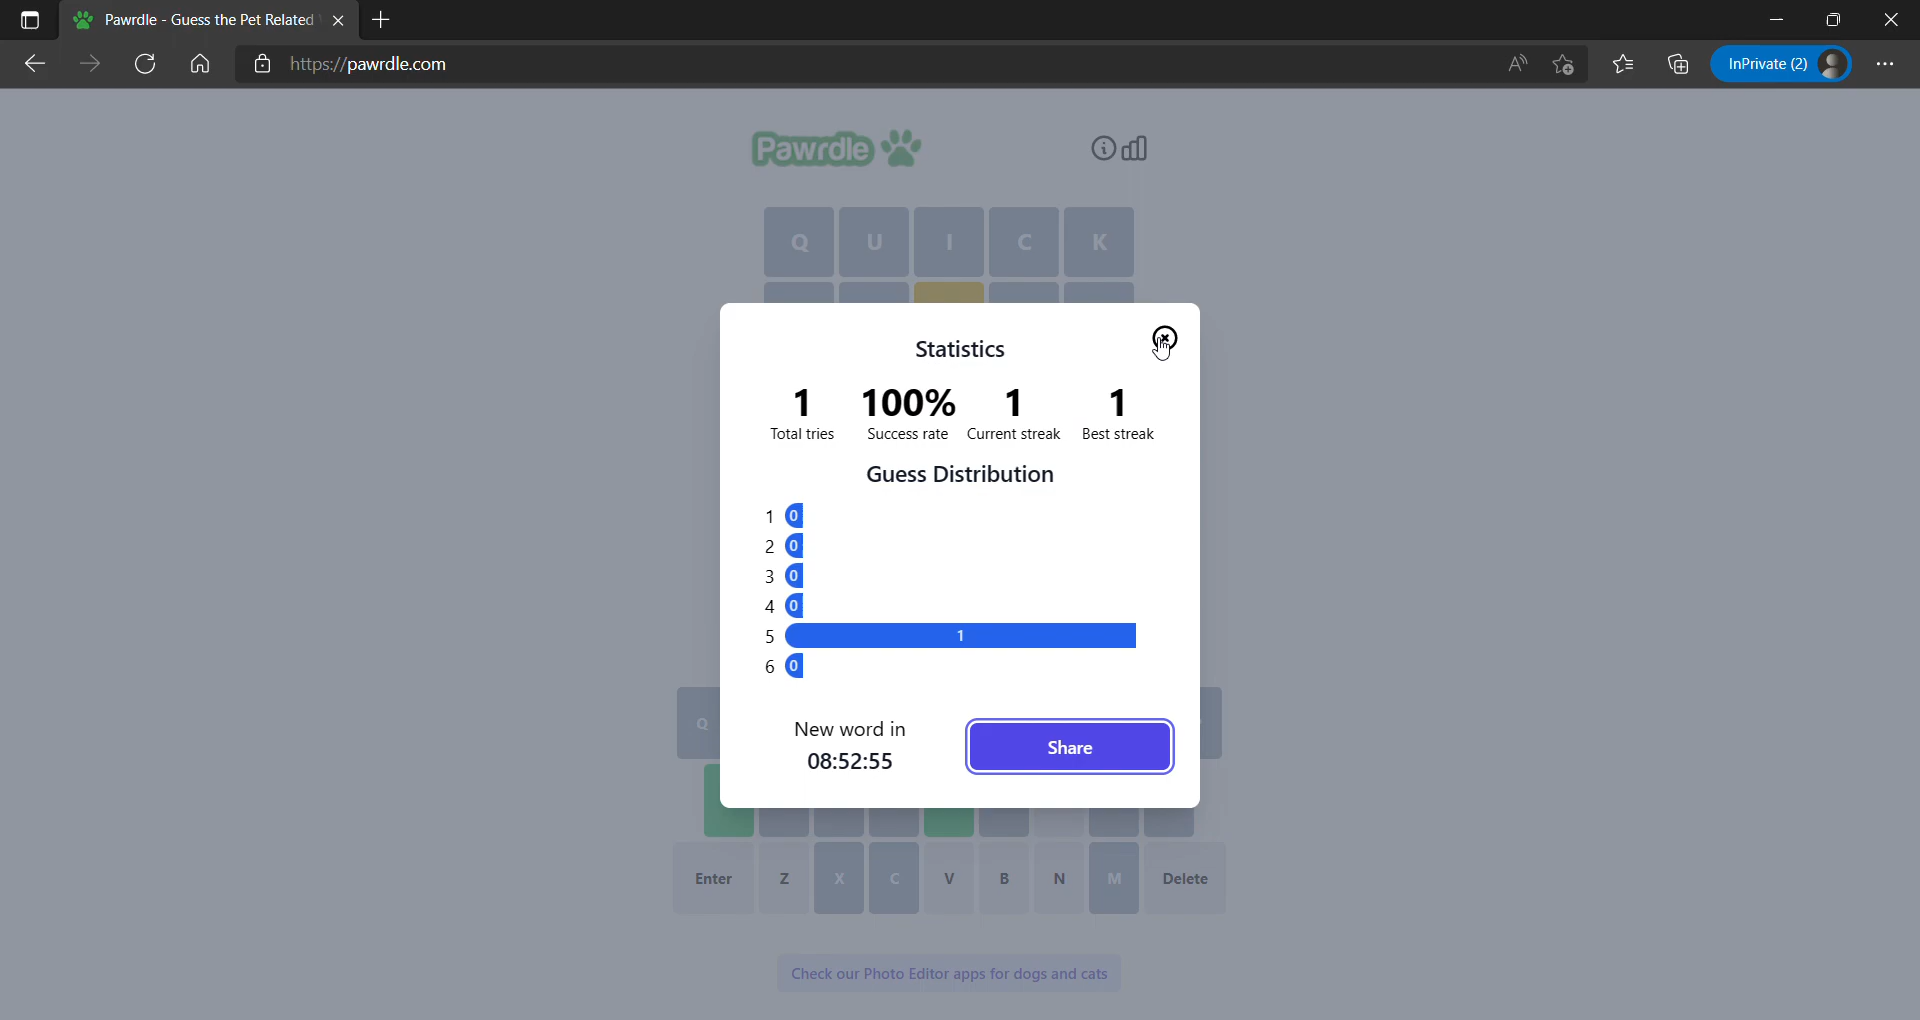 Pawrdle - Guess the Pet Related
https://pawrdle.com
InPrivate (2)
Pawrdle
Q U I C K
Statistics
1 100% 1 1
Total tries Success rate Current streak Best streak
Guess Distribution
1 0
2 0
3 0
4 0
5 1
6 0
Q
New word in
08:52:55
Share
Enter Z X C V B N M Delete
Check our Photo Editor apps for dogs and cats